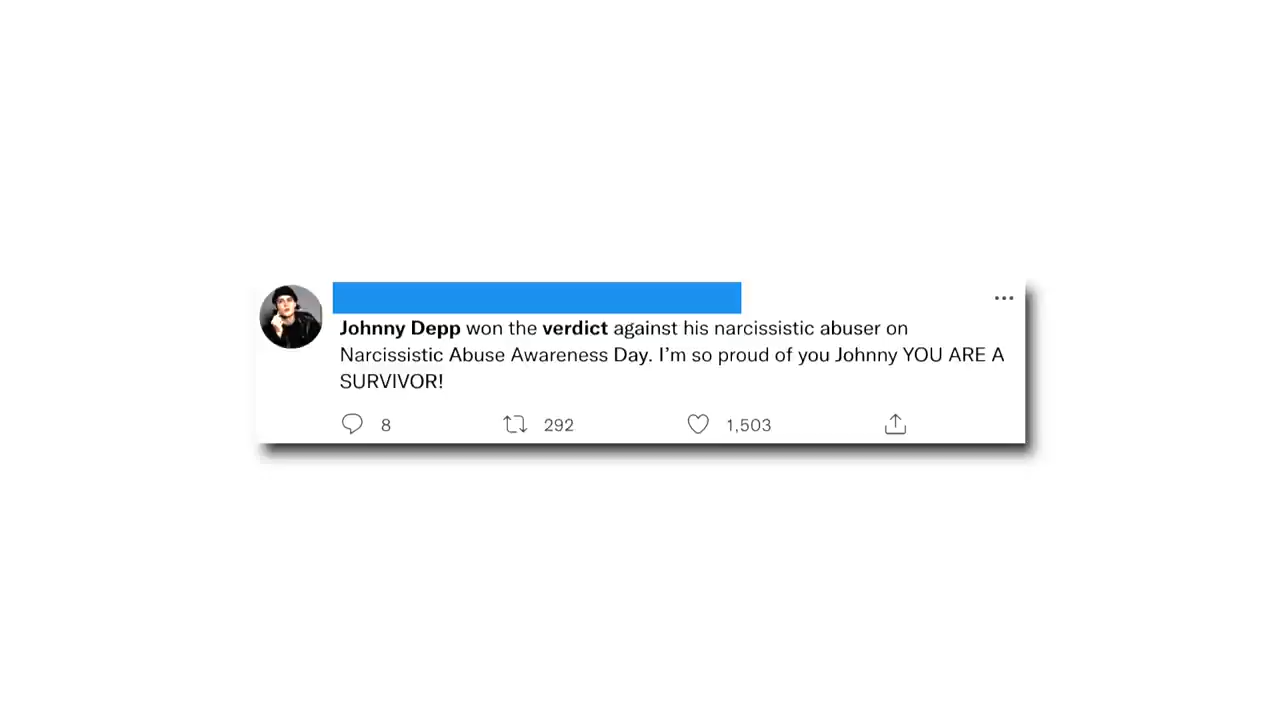 Johnny Depp won the verdict against his narcissistic abuser on
Narcissistic Abuse Awareness Day. I'm so proud of you Johnny YOU ARE A
SURVIVOR!
8 292 1,503